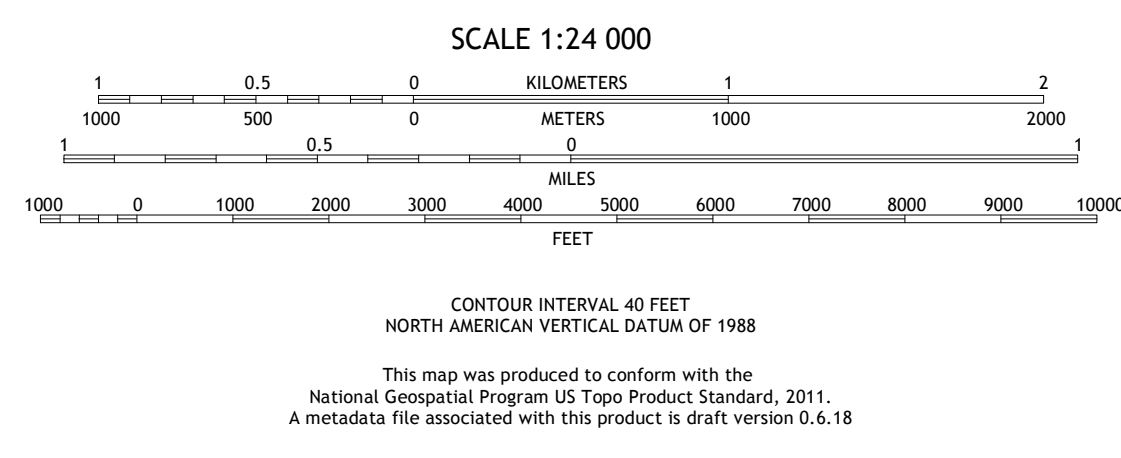 SCALE 1:24 000
1 0.5 0 KILOMETERS 1 2
1000 500 0 METERS 1000 2000
1 0.5 0 1
MILES
1000 0 1000 2000 3000 4000 5000 6000 7000 8000 9000 10000
FEET
CONTOUR INTERVAL 40 FEET
NORTH AMERICAN VERTICAL DATUM OF 1988
This map was produced to conform with the
National Geospatial Program US Topo Product Standard, 2011.
A metadata file associated with this product is draft version 0.6.18